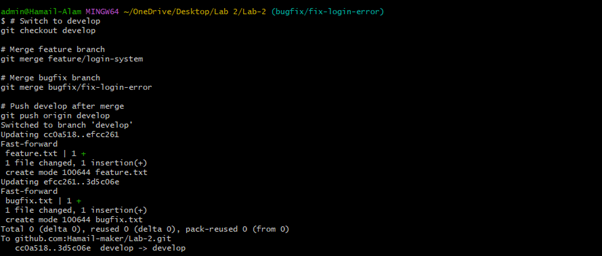 admin@Hamail-Alam MINGW64 ~/OneDrive/Desktop/Lab 2/Lab-2 (bugfix/fix-login-error)
$ # Switch to develop
git checkout develop
# Merge feature branch
git merge feature/login-system
# Merge bugfix branch
git merge bugfix/fix-login-error
# Push develop after merge
git push origin develop
Switched to branch 'develop'
Updating cc0a518..efcc261
Fast-forward
 feature.txt | 1 +
 1 file changed, 1 insertion(+)
 create mode 100644 feature.txt
Updating efcc261..3d5c06e
Fast-forward
 bugfix.txt | 1 +
 1 file changed, 1 insertion(+)
 create mode 100644 bugfix.txt
Total 0 (delta 0), reused 0 (delta 0), pack-reused 0 (from 0)
To github.com:Hamail-maker/Lab-2.git
   cc0a518..3d5c06e  develop -> develop